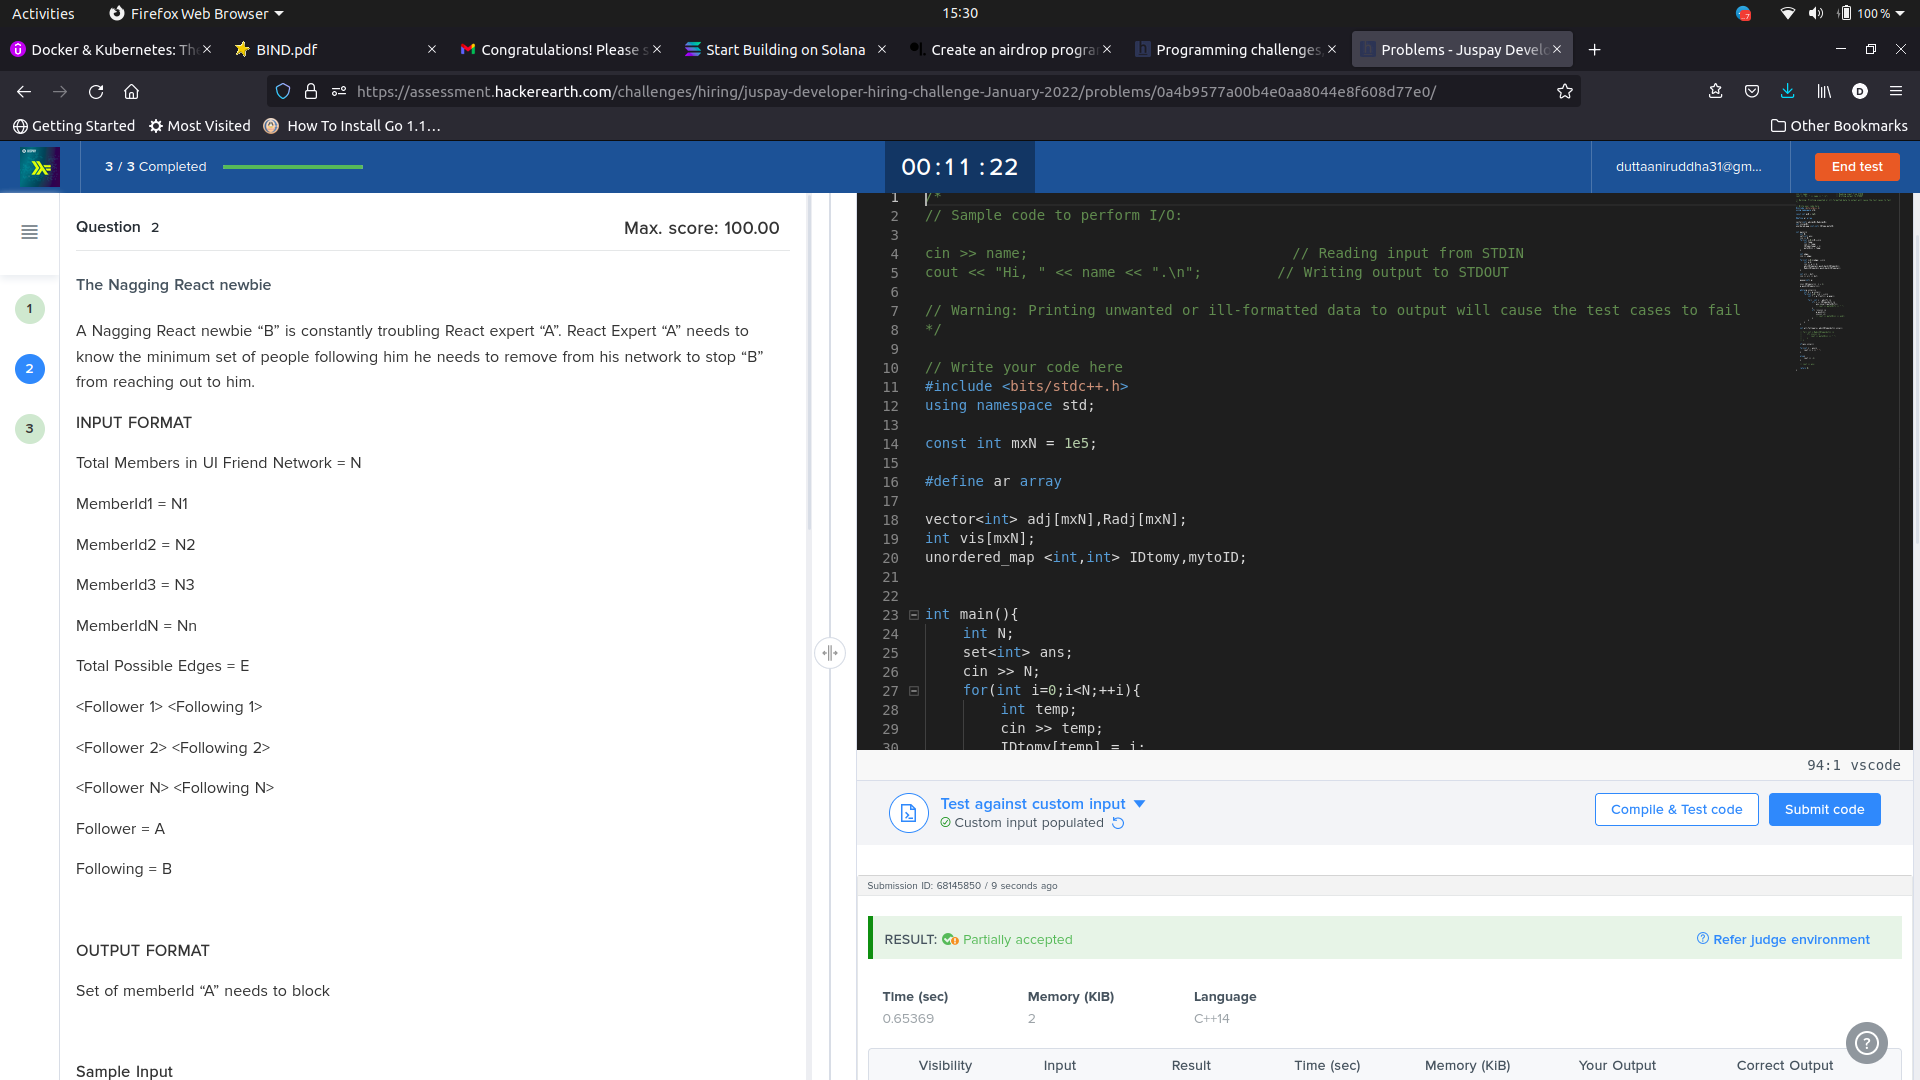 Activities
Firefox Web Browser
15:30
100 %
Docker & Kubernetes: The
BIND.pdf
Congratulations! Please s
Start Building on Solana
Create an airdrop progra
Programming challenges,
Problems - Juspay Develo
https://assessment.hackerearth.com/challenges/hiring/juspay-developer-hiring-challenge-January-2022/problems/0a4b9577a00b4e0aa8044e8f608d77e0/
Getting Started
Most Visited
How To Install Go 1.1…
Other Bookmarks
3 / 3 Completed
00:11 :22
duttaaniruddha31@gm...
End test
1
2
3
Question 2
Max. score: 100.00
The Nagging React newbie
A Nagging React newbie “B” is constantly troubling React expert “A”. React Expert “A” needs to
know the minimum set of people following him he needs to remove from his network to stop “B”
from reaching out to him.
INPUT FORMAT
Total Members in UI Friend Network = N
MemberId1 = N1
MemberId2 = N2
MemberId3 = N3
MemberIdN = Nn
Total Possible Edges = E
<Follower 1> <Following 1>
<Follower 2> <Following 2>
<Follower N> <Following N>
Follower = A
Following = B
OUTPUT FORMAT
Set of memberId “A” needs to block
Sample Input
1 /*
2 // Sample code to perform I/O:
3
4 cin >> name; // Reading input from STDIN
5 cout << "Hi, " << name << ".\n"; // Writing output to STDOUT
6
7 // Warning: Printing unwanted or ill-formatted data to output will cause the test cases to fail
8 */
9
10 // Write your code here
11 #include <bits/stdc++.h>
12 using namespace std;
13
14 const int mxN = 1e5;
15
16 #define ar array
17
18 vector<int> adj[mxN],Radj[mxN];
19 int vis[mxN];
20 unordered_map <int,int> IDtomy,mytoID;
21
22
23 int main(){
24 int N;
25 set<int> ans;
26 cin >> N;
27 for(int i=0;i<N;++i){
28 int temp;
29 cin >> temp;
30 IDtomy[temp] = i;
94:1 vscode
Test against custom input
Custom input populated
Compile & Test code
Submit code
Submission ID: 68145850 / 9 seconds ago
RESULT: Partially accepted
Refer judge environment
Time (sec) Memory (KiB) Language
0.65369 2 C++14
Visibility Input Result Time (sec) Memory (KiB) Your Output Correct Output